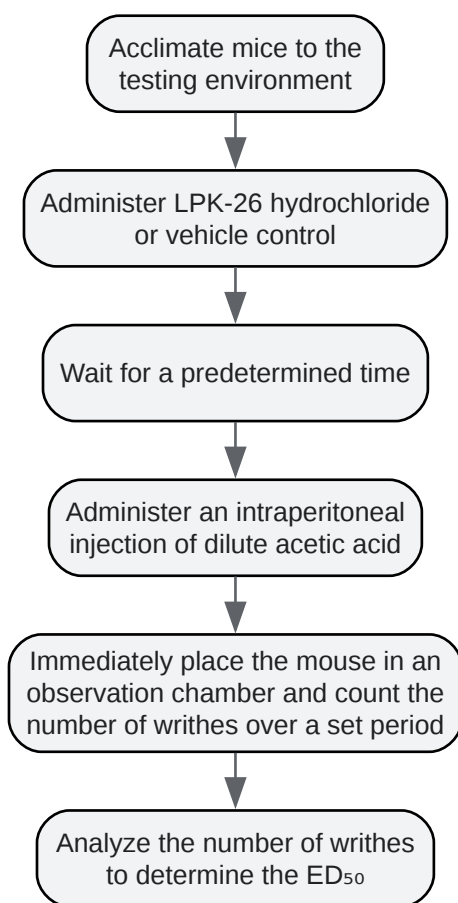 Acclimate mice to the
testing environment
Administer LPK-26 hydrochloride
or vehicle control
Wait for a predetermined time
Administer an intraperitoneal
injection of dilute acetic acid
Immediately place the mouse in an
observation chamber and count the
number of writhes over a set period
Analyze the number of writhes
to determine the ED₅₀